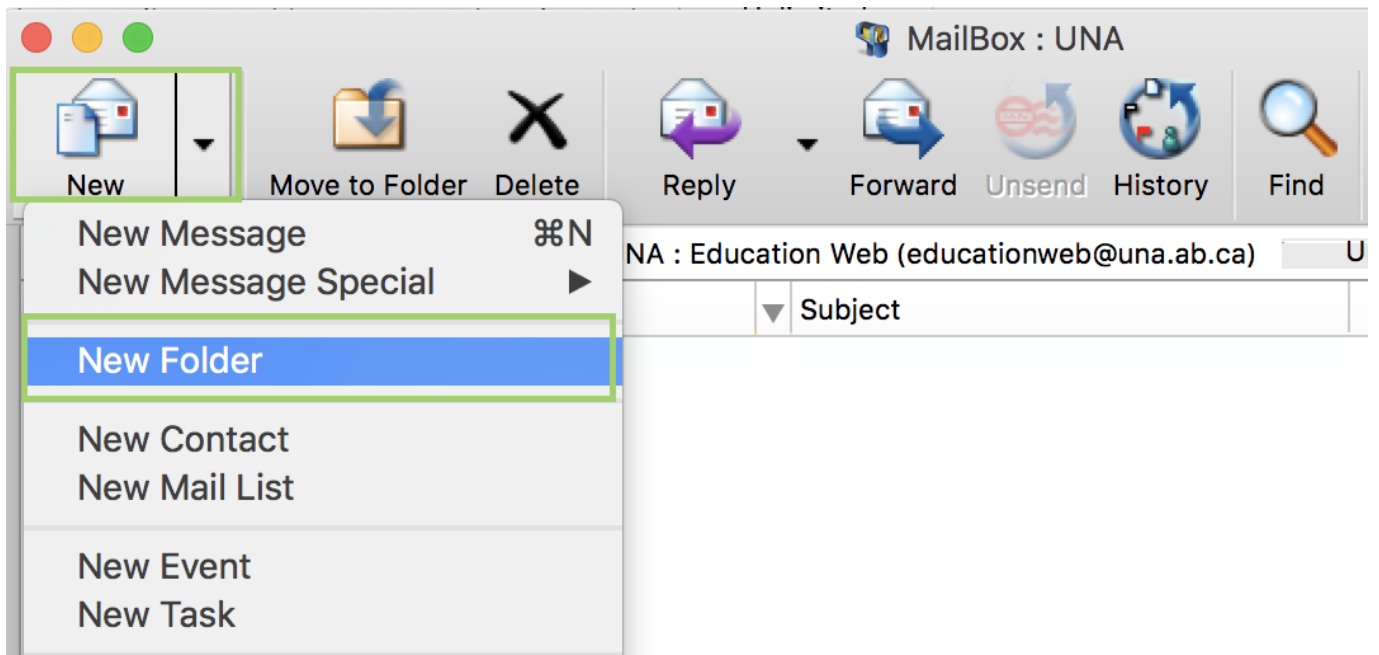 MailBox : UNA
New
Move to Folder
Delete
Reply
Forward
Unsend
History
Find
New Message ⌘N
New Message Special ▶
NA : Education Web (educationweb@una.ab.ca)
U
Subject
New Folder
New Contact
New Mail List
New Event
New Task